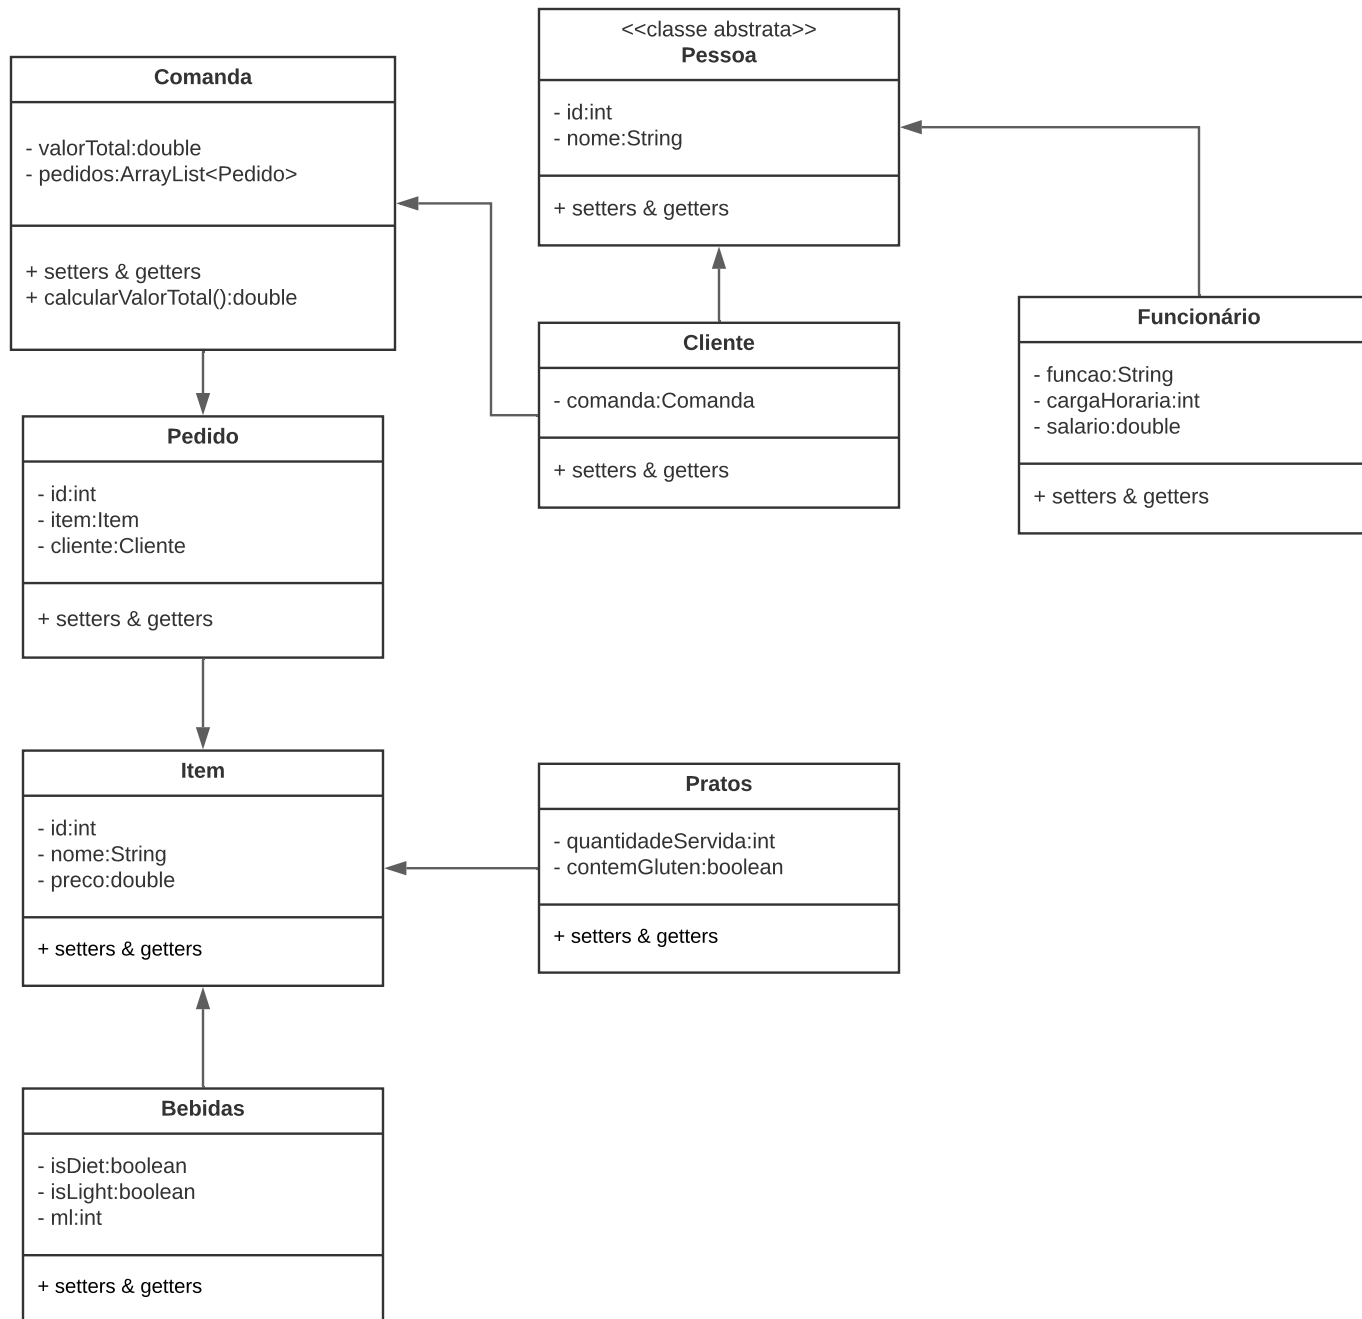 Comanda
- valorTotal:double
- pedidos:ArrayList<Pedido>
+ setters & getters
+ calcularValorTotal():double
<<classe abstrata>>
Pessoa
- id:int
- nome:String
+ setters & getters
Cliente
- comanda:Comanda
+ setters & getters
Funcionário
- funcao:String
- cargaHoraria:int
- salario:double
+ setters & getters
Pedido
- id:int
- item:Item
- cliente:Cliente
+ setters & getters
Item
- id:int
- nome:String
- preco:double
+ setters & getters
Pratos
- quantidadeServida:int
- contemGluten:boolean
+ setters & getters
Bebidas
- isDiet:boolean
- isLight:boolean
- ml:int
+ setters & getters